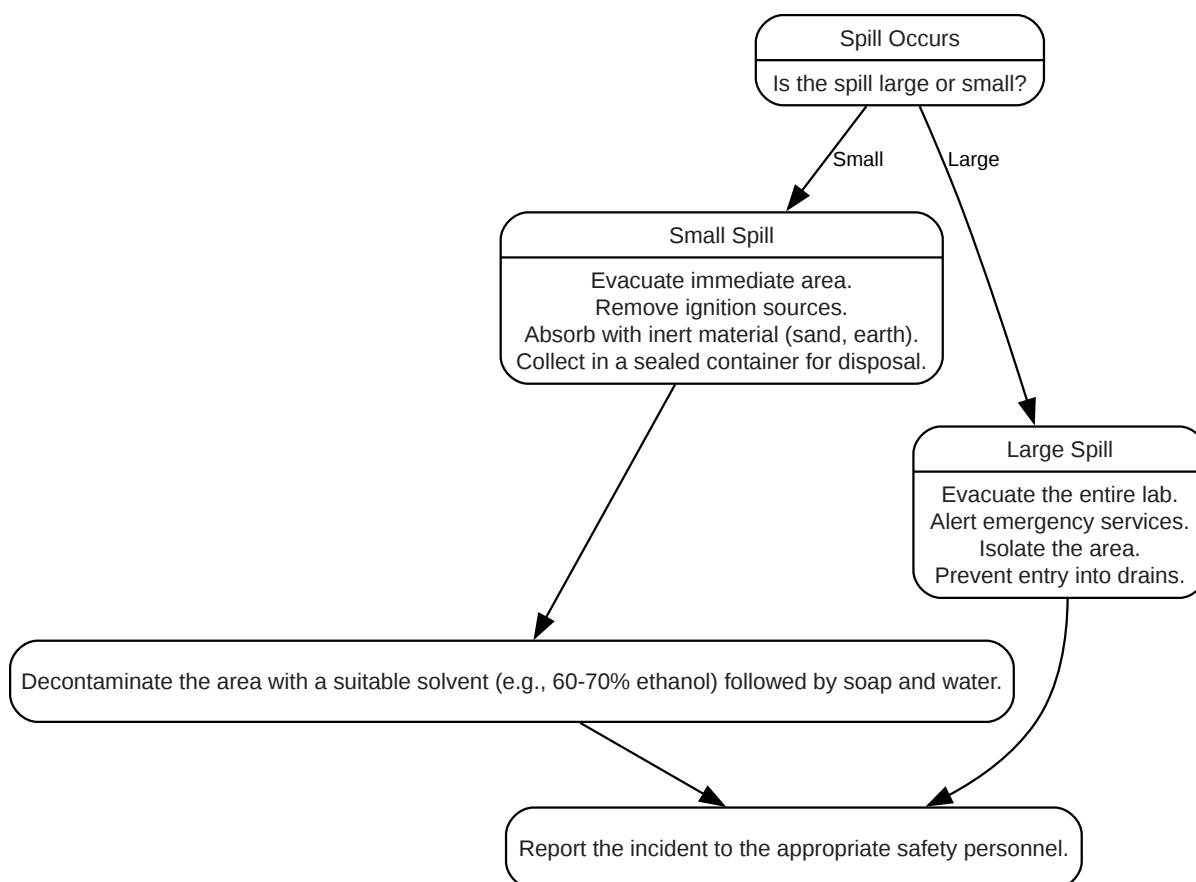 Spill Occurs
Is the spill large or small?
Small
Large
Small Spill
Evacuate immediate area.
Remove ignition sources.
Absorb with inert material (sand, earth).
Collect in a sealed container for disposal.
Large Spill
Evacuate the entire lab.
Alert emergency services.
Isolate the area.
Prevent entry into drains.
Decontaminate the area with a suitable solvent (e.g., 60-70% ethanol) followed by soap and water.
Report the incident to the appropriate safety personnel.